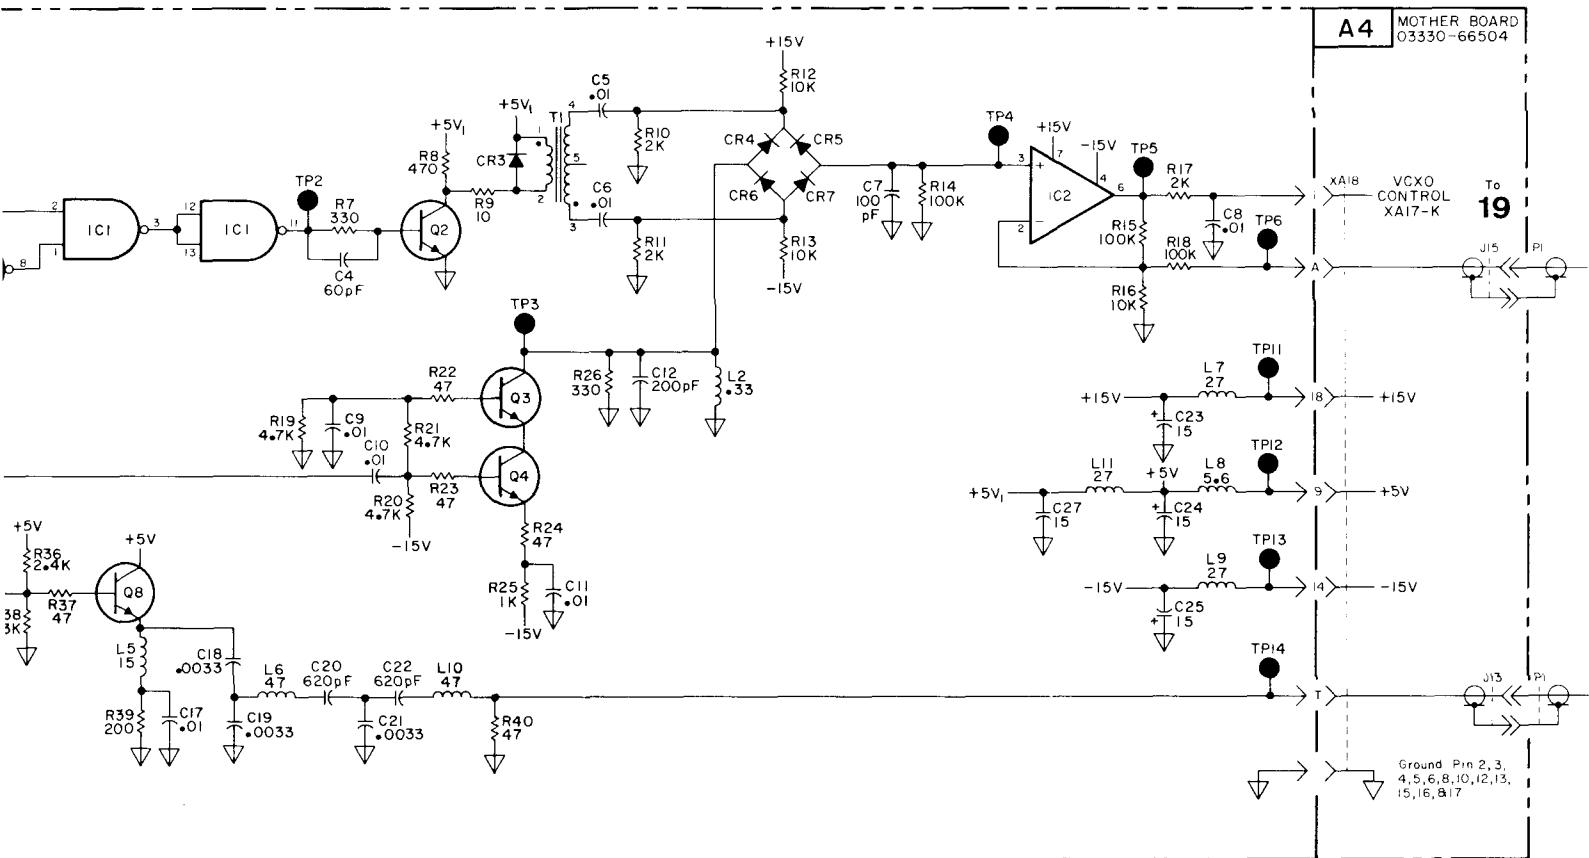 A4
MOTHER BOARD
03330-66504
+15V
R12
10K
C5
.01
4
+5V1
T1
1
5
2
3
CR3
R10
2K
CR4
CR5
CR6
CR7
C6
.01
R11
2K
R13
10K
-15V
+5V1
R8
470
R9
10
TP2
R7
330
Q2
C4
60pF
2
1
IC1
3
12
13
IC1
11
8
TP4
+15V
7
-15V
4
3
+
IC2
6
2
−
C7
100
pF
R14
100K
TP5
R17
2K
R15
100K
C8
.01
R18
100K
TP6
R16
10K
XA18
VCXO
CONTROL
XA17-K
To
19
A
J15
P1
TP3
R22
47
Q3
R26
330
C12
200pF
L2
.33
R19
4.7K
C9
.01
R21
4.7K
C10
.01
R23
47
Q4
R20
4.7K
-15V
R24
47
R25
1K
C11
.01
-15V
L7
27
TP11
+15V
18
+15V
+
C23
15
L11
27
+5V
L8
5.6
TP12
+5V1
9
+5V
C27
15
+
C24
15
L9
27
TP13
-15V
14
-15V
+
C25
15
+5V
R36
2.4K
+5V
Q8
R37
47
38
3K
L5
15
C18
.0033
L6
47
C20
620pF
C22
620pF
L10
47
R39
200
C17
.01
C19
.0033
C21
.0033
R40
47
TP14
T
J13
P1
Ground Pin 2,3,
4,5,6,8,10,12,13,
15,16,&17